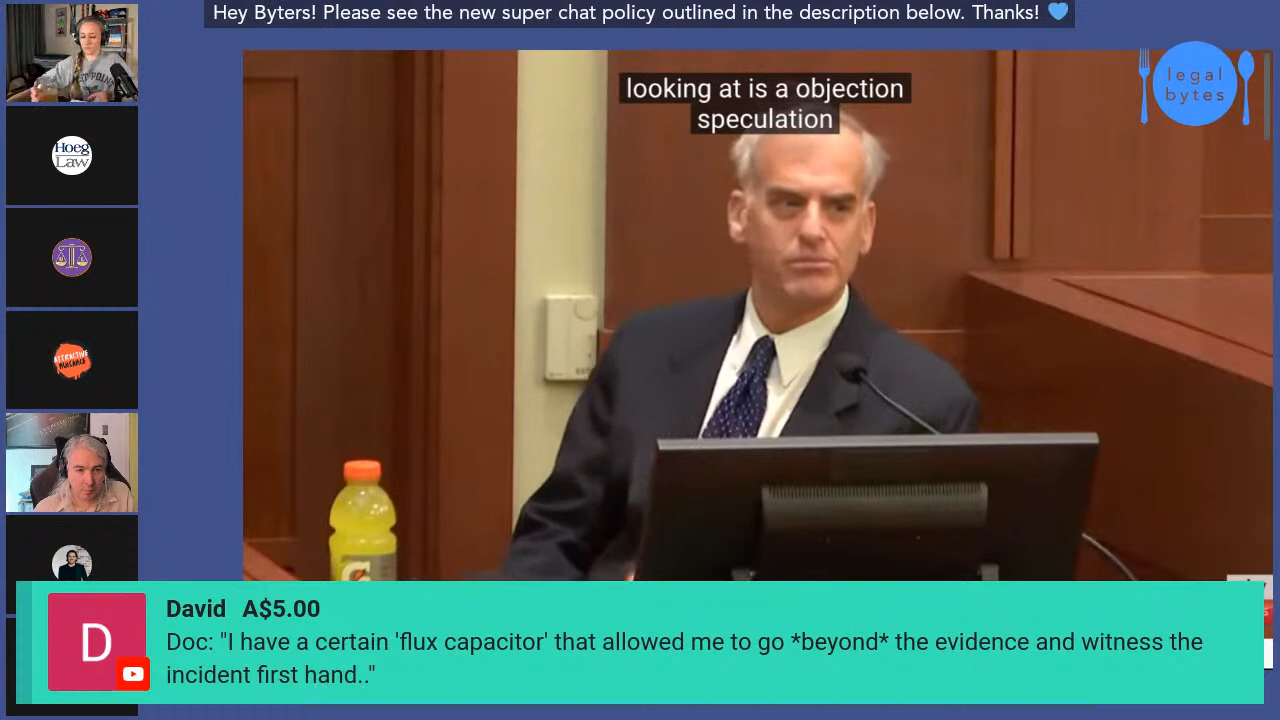 Hey Byters! Please see the new super chat policy outlined in the description below. Thanks! 💙
looking at is a objection
speculation
legal
bytes
Hoeg
Law
ATTRACTIVE
NUISANCE
G
D
David A$5.00
Doc: "I have a certain 'flux capacitor' that allowed me to go *beyond* the evidence and witness the
incident first hand.."